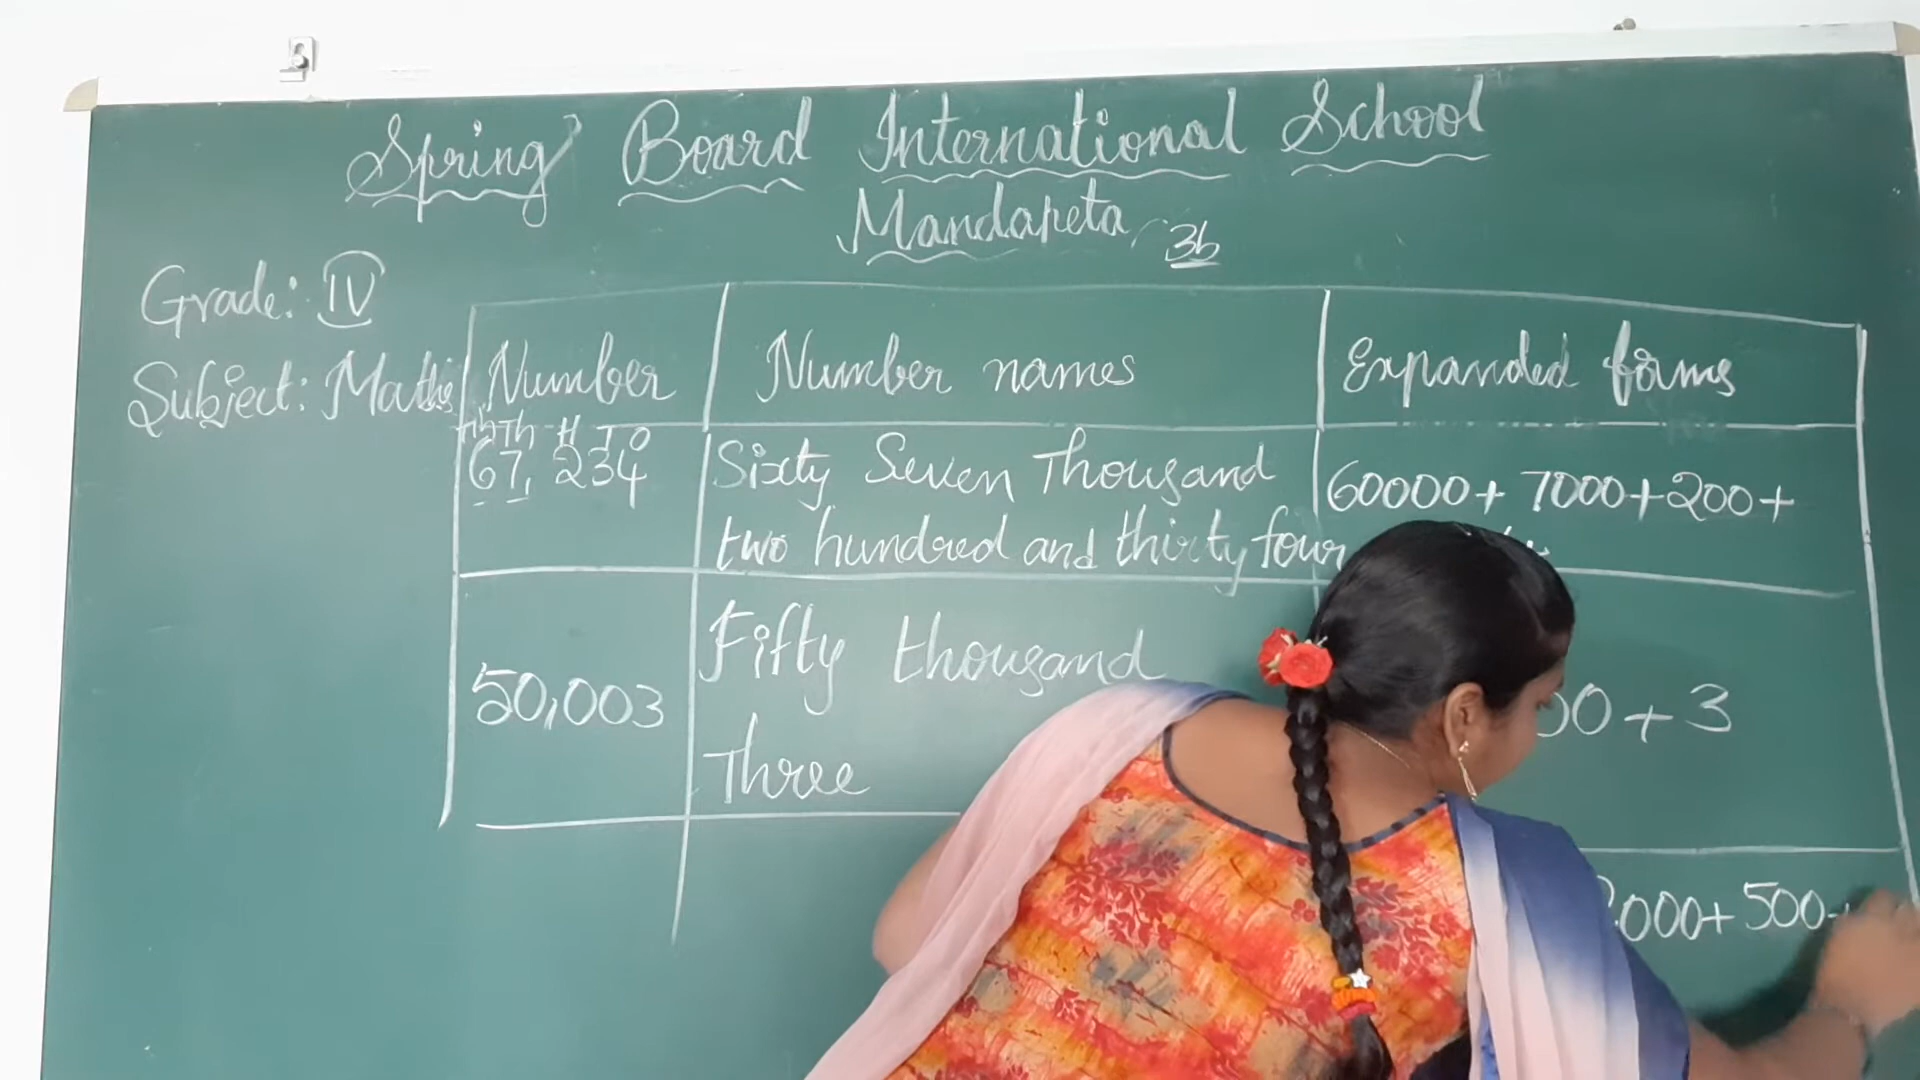 Spring Board International School
Mandapeta 3b
Grade: IV
Subject: Maths
Number Number names Expanded forms
TTh Th H T O
67,234 Sixty Seven Thousand 60000+ 7000+200+
two hundred and thirty four
50,003 Fifty thousand 00 + 3
Three
2000+ 500+